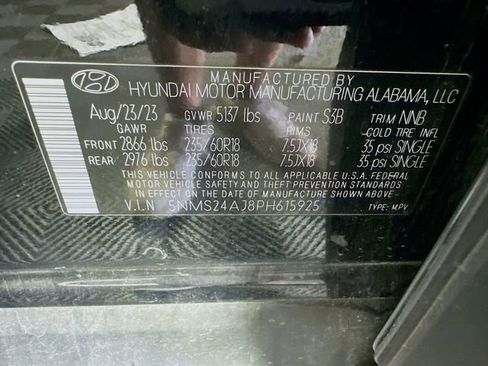 MANUFACTURED BY
HYUNDAI MOTOR MANUFACTURING ALABAMA, LLC
Aug/23/23 GVWR 5137 lbs PAINT S3B TRIM NNB
GAWR TIRES RIMS COLD TIRE INFL
FRONT 2866 lbs 235/60R18 7.5JX18 35 psi SINGLE
REAR 2976 lbs 235/60R18 7.5JX18 35 psi SINGLE
THIS VEHICLE CONFORMS TO ALL APPLICABLE U.S.A. FEDERAL
MOTOR VEHICLE SAFETY STANDARDS IN EFFECT ON THE
DATE OF MANUFACTURE SHOWN ABOVE
V.I.N 5NMS24AJ8PH615925 TYPE: MPV